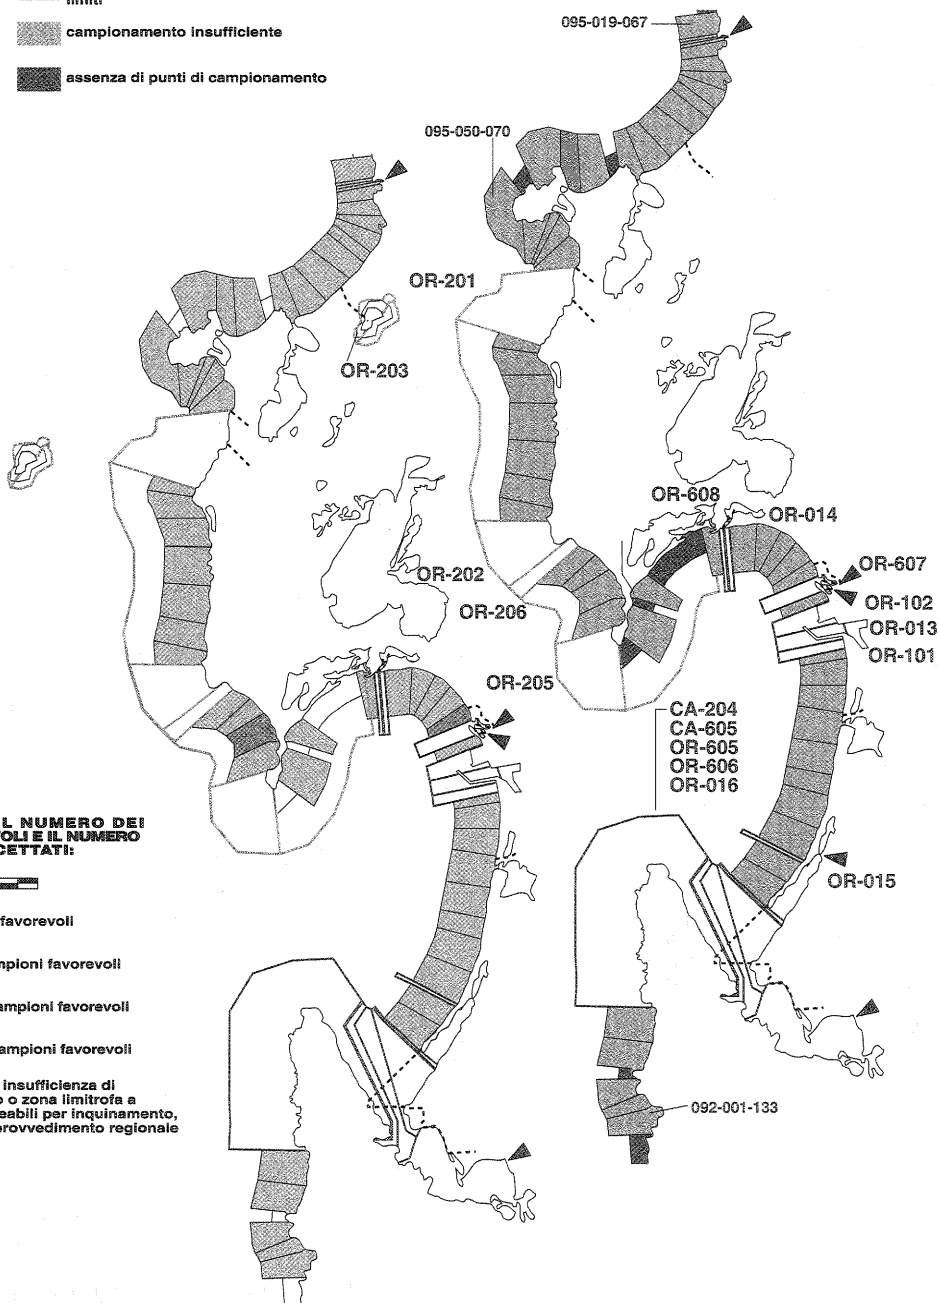 limiti
campionamento insufficiente
assenza di punti di campionamento
095-019-067
095-050-070
OR-201
OR-203
OR-608
OR-014
OR-202
OR-607
OR-206
OR-102
OR-013
OR-101
OR-205
CA-204
CA-605
OR-605
OR-606
OR-016
OR-015
092-001-133
L NUMERO DEI
OLI E IL NUMERO
CETTATI:
favorevoli
mpioni favorevoli
ampioni favorevoli
ampioni favorevoli
insufficienza di
o o zona limitrofa a
eabili per inquinamento,
provvedimento regionale